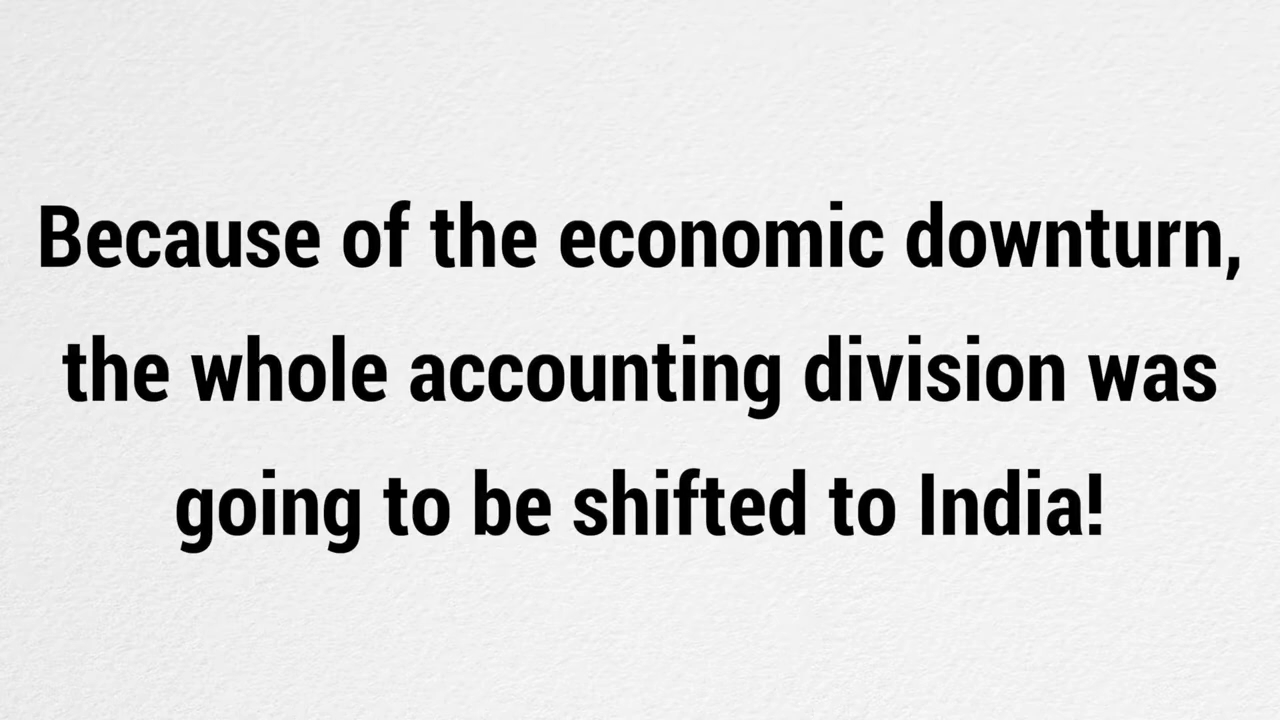 Because of the economic downturn,
the whole accounting division was
going to be shifted to India!